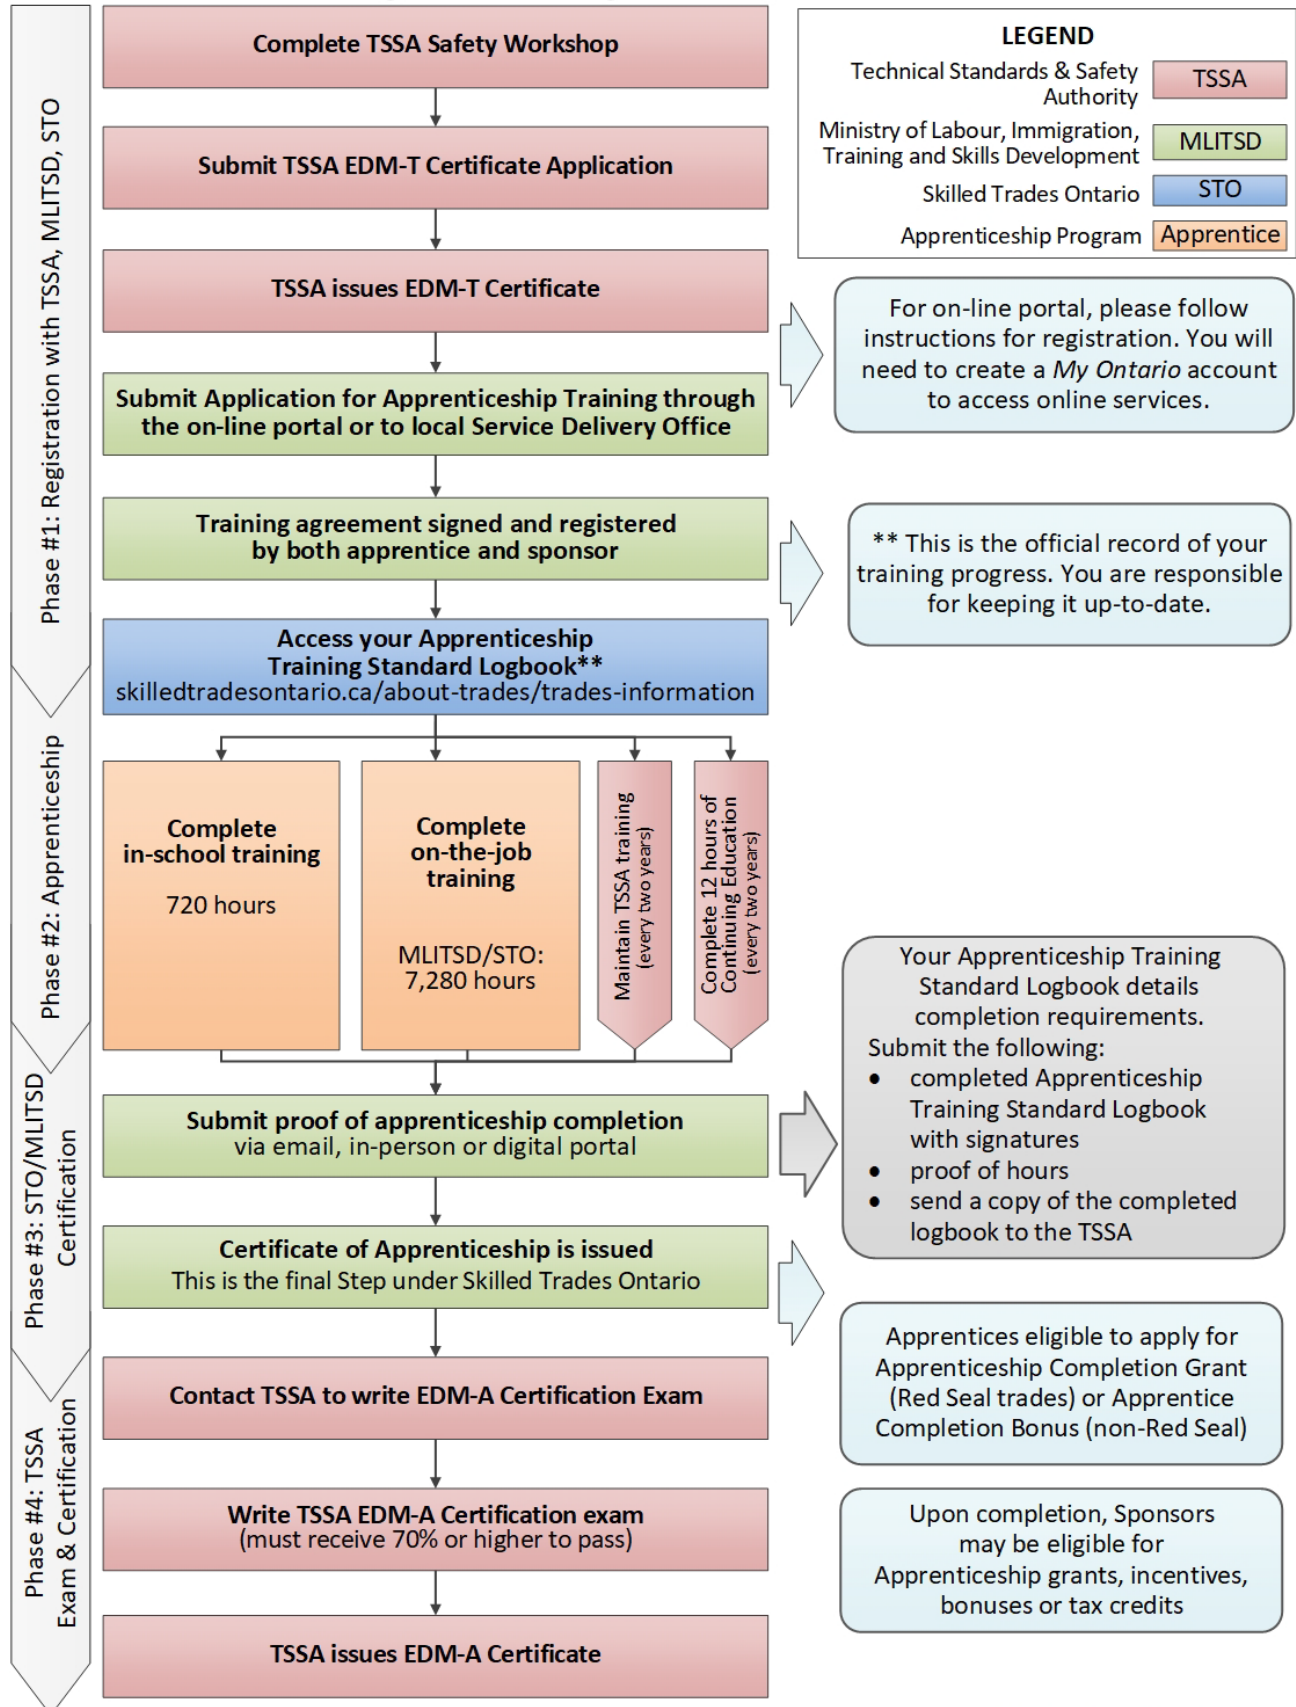 Complete TSSA Safety Workshop
Submit TSSA EDM-T Certificate Application
TSSA issues EDM-T Certificate
Submit Application for Apprenticeship Training through
the on-line portal or to local Service Delivery Office
Training agreement signed and registered
by both apprentice and sponsor
Access your Apprenticeship
Training Standard Logbook**
skilledtradesontario.ca/about-trades/trades-information
Phase #1: Registration with TSSA, MLITSD, STO
LEGEND
Technical Standards & Safety
Authority
TSSA
Ministry of Labour, Immigration,
Training and Skills Development
MLITSD
Skilled Trades Ontario
STO
Apprenticeship Program
Apprentice
For on-line portal, please follow
instructions for registration. You will
need to create a My Ontario account
to access online services.
** This is the official record of your
training progress. You are responsible
for keeping it up-to-date.
Phase #2: Apprenticeship
Complete
in-school training
720 hours
Complete
on-the-job
training
MLITSD/STO:
7,280 hours
Maintain TSSA training
(every two years)
Complete 12 hours of
Continuing Education
(every two years)
Phase #3: STO/MLITSD
Certification
Submit proof of apprenticeship completion
via email, in-person or digital portal
Certificate of Apprenticeship is issued
This is the final Step under Skilled Trades Ontario
Your Apprenticeship Training
Standard Logbook details
completion requirements.
Submit the following:
• completed Apprenticeship
Training Standard Logbook
with signatures
• proof of hours
• send a copy of the completed
logbook to the TSSA
Phase #4: TSSA
Exam & Certification
Contact TSSA to write EDM-A Certification Exam
Write TSSA EDM-A Certification exam
(must receive 70% or higher to pass)
TSSA issues EDM-A Certificate
Apprentices eligible to apply for
Apprenticeship Completion Grant
(Red Seal trades) or Apprentice
Completion Bonus (non-Red Seal)
Upon completion, Sponsors
may be eligible for
Apprenticeship grants, incentives,
bonuses or tax credits